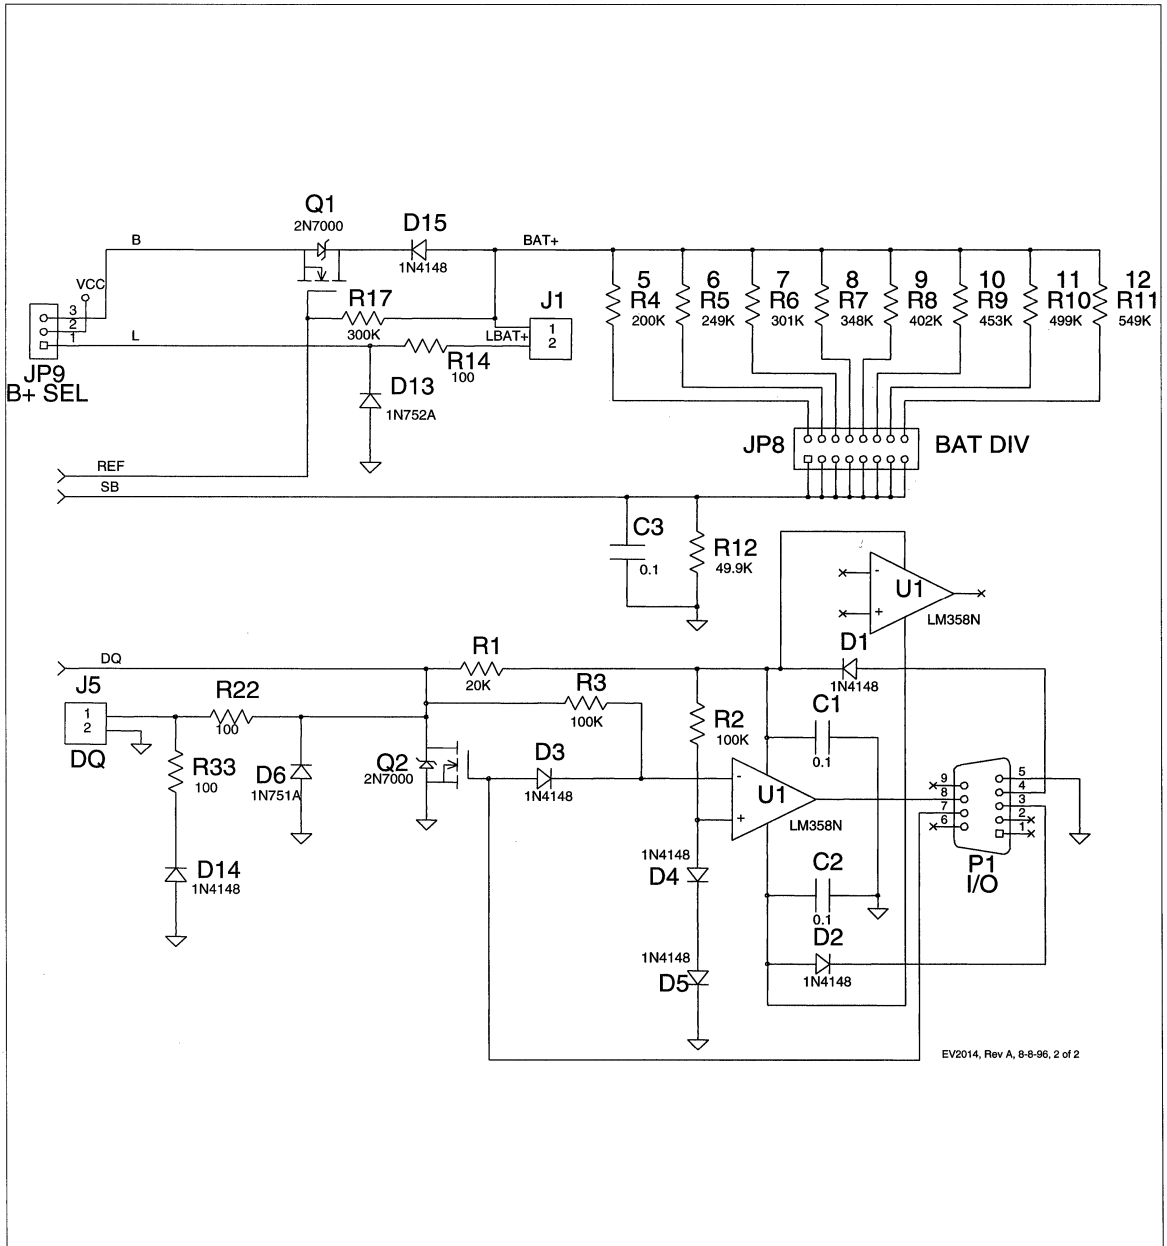 Q1
2N7000
D15
1N4148
B
BAT+
VCC
3
2
1
JP9
B+ SEL
L
R17
300K
J1
1
2
LBAT+
R14
100
D13
1N752A
5
R4
200K
6
R5
249K
7
R6
301K
8
R7
348K
9
R8
402K
10
R9
453K
11
R10
499K
12
R11
549K
JP8
BAT DIV
REF
SB
C3
0.1
R12
49.9K
-
+
U1
LM358N
DQ
R1
20K
D1
1N4148
J5
1
2
DQ
R22
100
R3
100K
R2
100K
C1
0.1
R33
100
D6
1N751A
Q2
2N7000
D3
1N4148
-
+
U1
LM358N
9
8
7
6
5
4
3
2
1
P1
I/O
D14
1N4148
1N4148
D4
C2
0.1
D2
1N4148
1N4148
D5
EV2014, Rev A, 8-8-96, 2 of 2